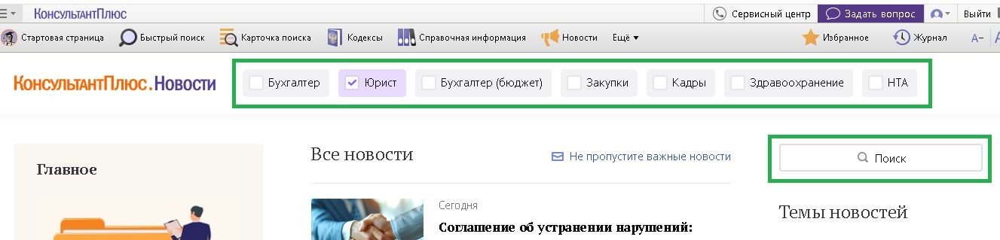 КонсультантПлюс
Сервисный центр
Задать вопрос
Выйти
Стартовая страница
Быстрый поиск
Карточка поиска
Кодексы
Справочная информация
Новости
Ещё
Избранное
Журнал
А−
КонсультантПлюс.Новости
Бухгалтер
Юрист
Бухгалтер (бюджет)
Закупки
Кадры
Здравоохранение
НТА
Главное
Все новости
Не пропустите важные новости
Поиск
Темы новостей
Сегодня
Соглашение об устранении нарушений: